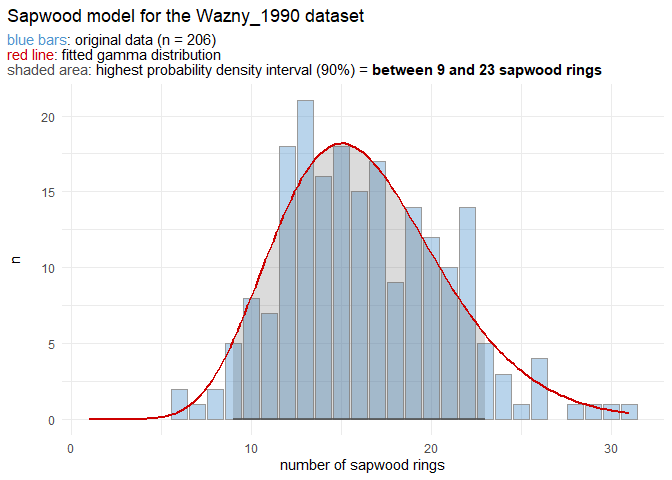 Sapwood model for the Wazny_1990 dataset
blue bars: original data (n = 206)
red line: fitted gamma distribution
shaded area: highest probability density interval (90%) = between 9 and 23 sapwood rings
20
15
n
10
5
0
0 10 20 30
number of sapwood rings